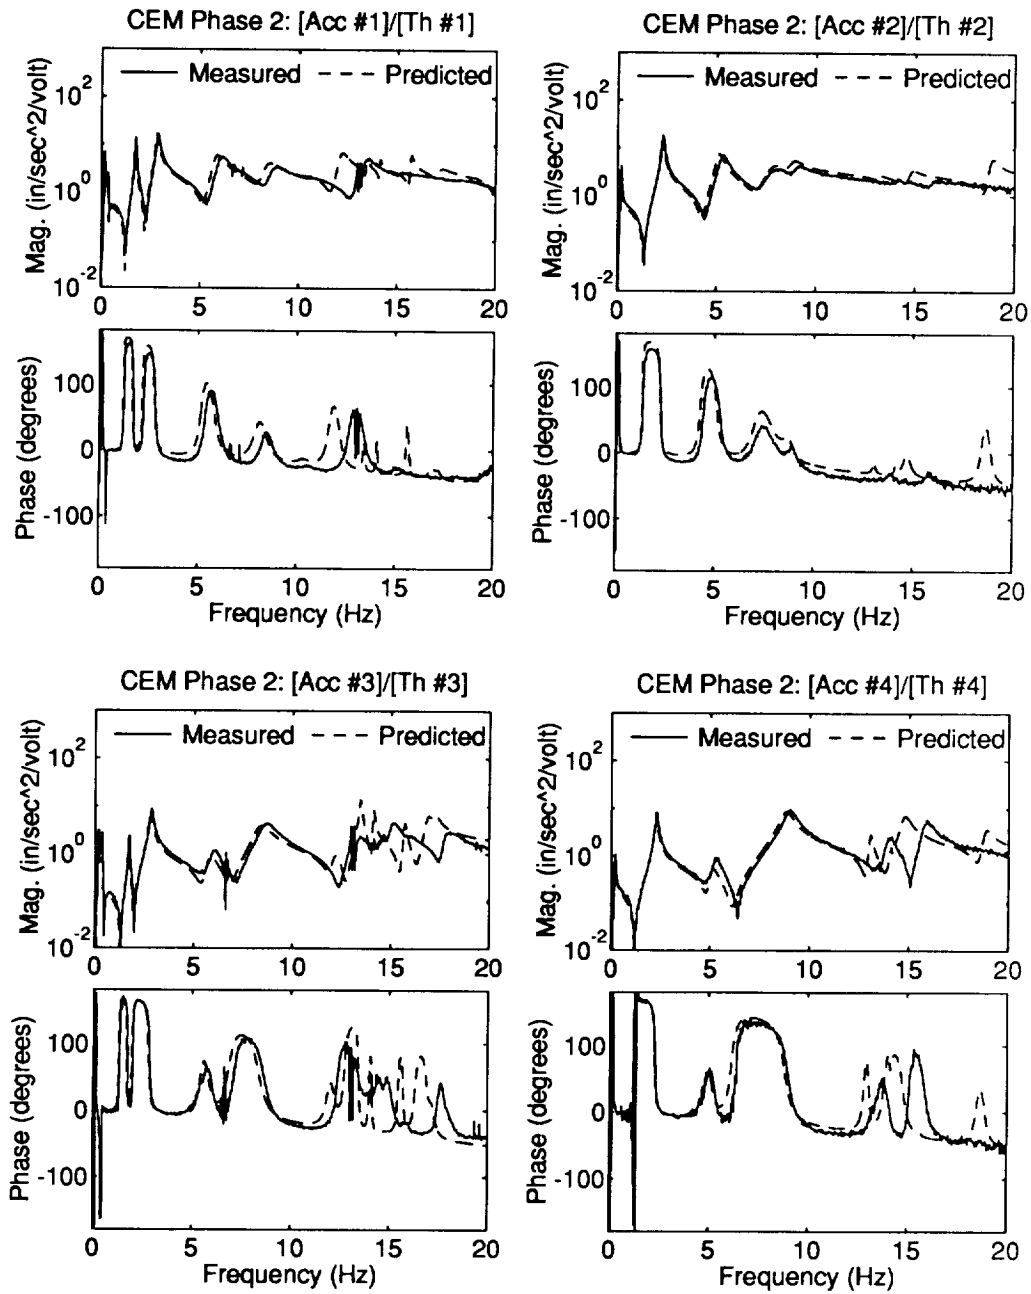 CEM Phase 2: [Acc #1]/[Th #1]
Measured
Predicted
Mag. (in/sec^2/volt)
10^2
10^0
10^-2
0 5 10 15 20
Phase (degrees)
100
0
-100
0 5 10 15 20
Frequency (Hz)
CEM Phase 2: [Acc #2]/[Th #2]
Measured
Predicted
Mag. (in/sec^2/volt)
10^2
10^0
10^-2
0 5 10 15 20
Phase (degrees)
100
0
-100
0 5 10 15 20
Frequency (Hz)
CEM Phase 2: [Acc #3]/[Th #3]
Measured
Predicted
Mag. (in/sec^2/volt)
10^2
10^0
10^-2
0 5 10 15 20
Phase (degrees)
100
0
-100
0 5 10 15 20
Frequency (Hz)
CEM Phase 2: [Acc #4]/[Th #4]
Measured
Predicted
Mag. (in/sec^2/volt)
10^2
10^0
10^-2
0 5 10 15 20
Phase (degrees)
100
0
-100
0 5 10 15 20
Frequency (Hz)